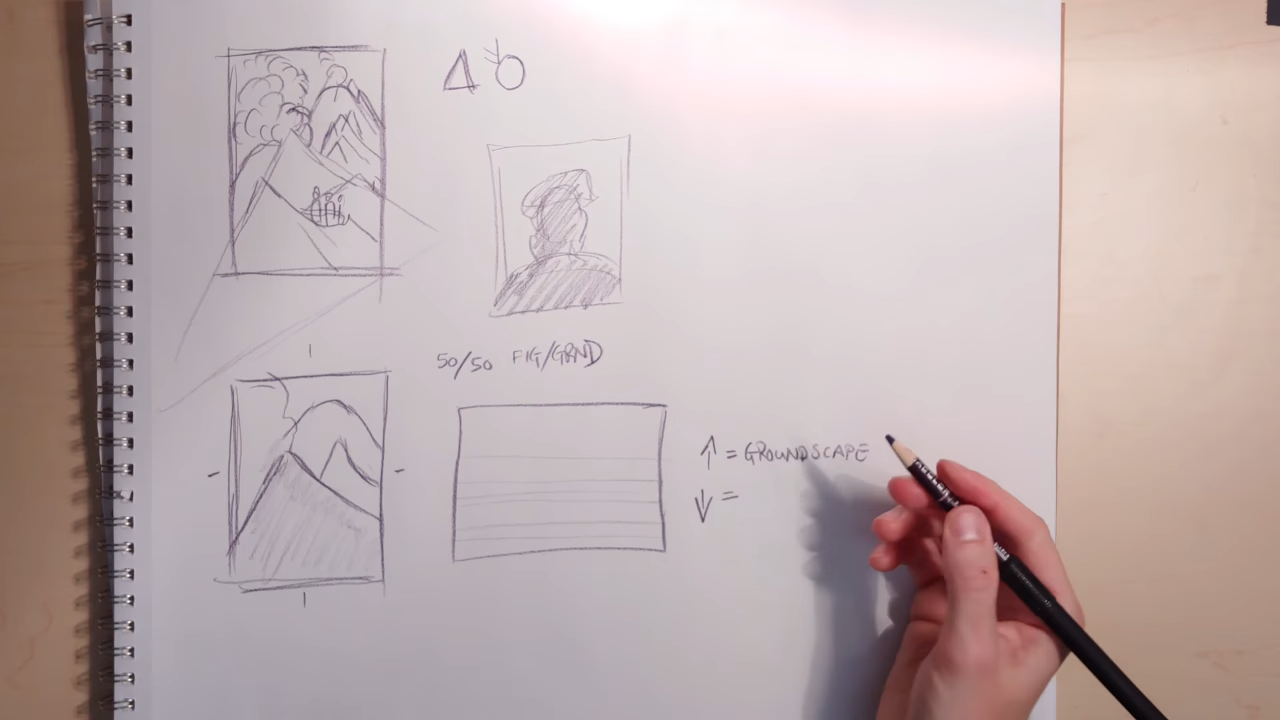 50/50 FIG/GRND
↑ = GROUNDSCAPE
↓ =